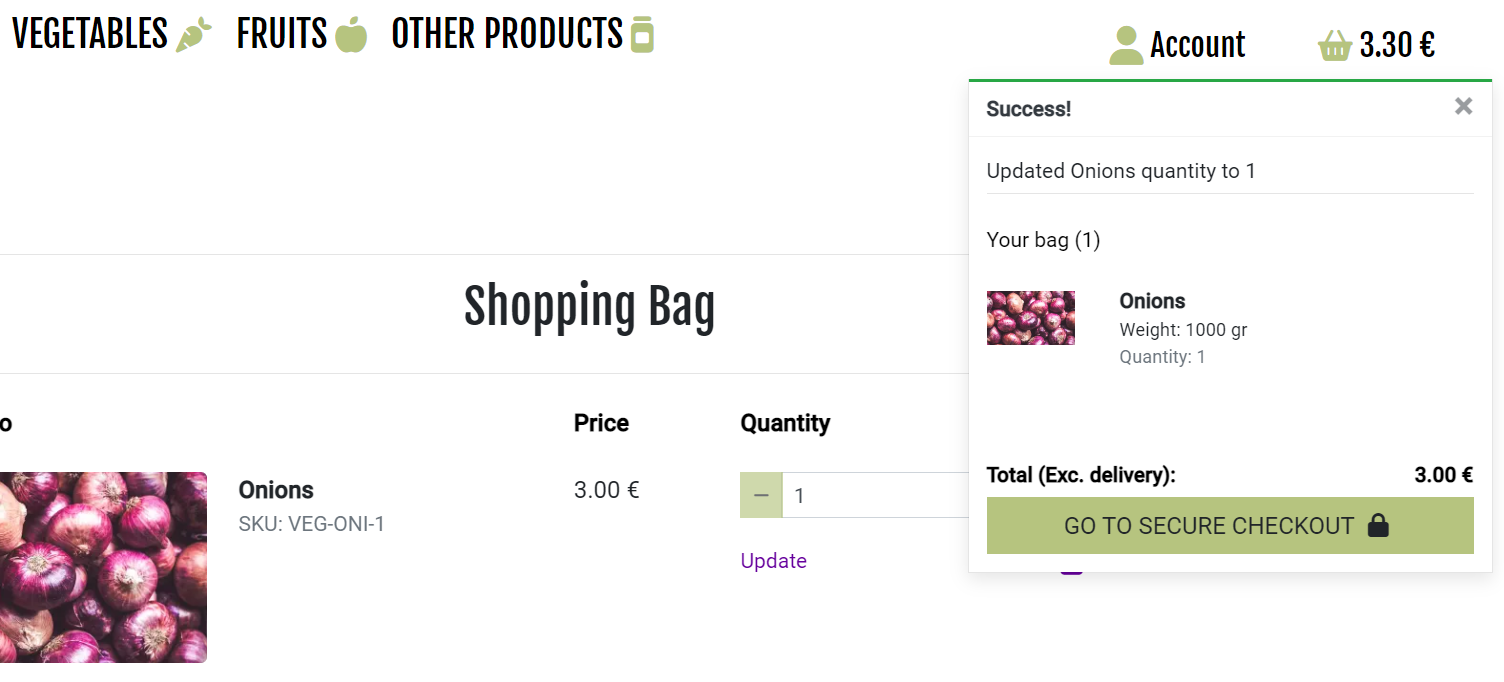 VEGETABLES FRUITS OTHER PRODUCTS
Account 3.30 €
Success!
Updated Onions quantity to 1
Your bag (1)
Onions
Weight: 1000 gr
Quantity: 1
Total (Exc. delivery): 3.00 €
GO TO SECURE CHECKOUT
Shopping Bag
o Price Quantity
Onions 3.00 € 1
SKU: VEG-ONI-1
Update